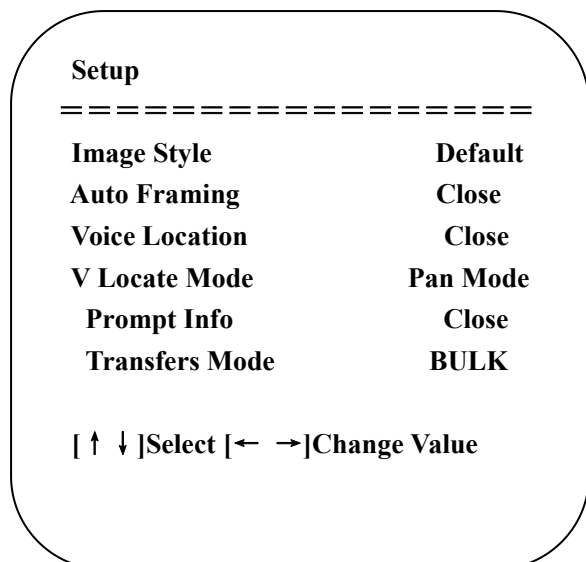 Setup
= = = = = = = = = = = = = = = = =
Image Style Default
Auto Framing Close
Voice Location Close
V Locate Mode Pan Mode
Prompt Info Close
Transfers Mode BULK
[ ↑ ↓ ]Select [← →]Change Value